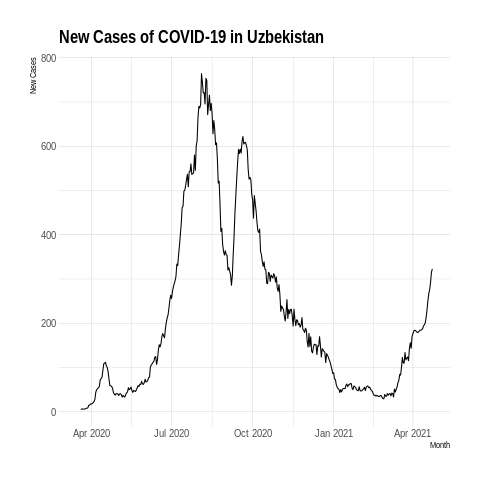 New Cases of COVID-19 in Uzbekistan
New Cases
800
600
400
200
0
Apr 2020 Jul 2020 Oct 2020 Jan 2021 Apr 2021
Month